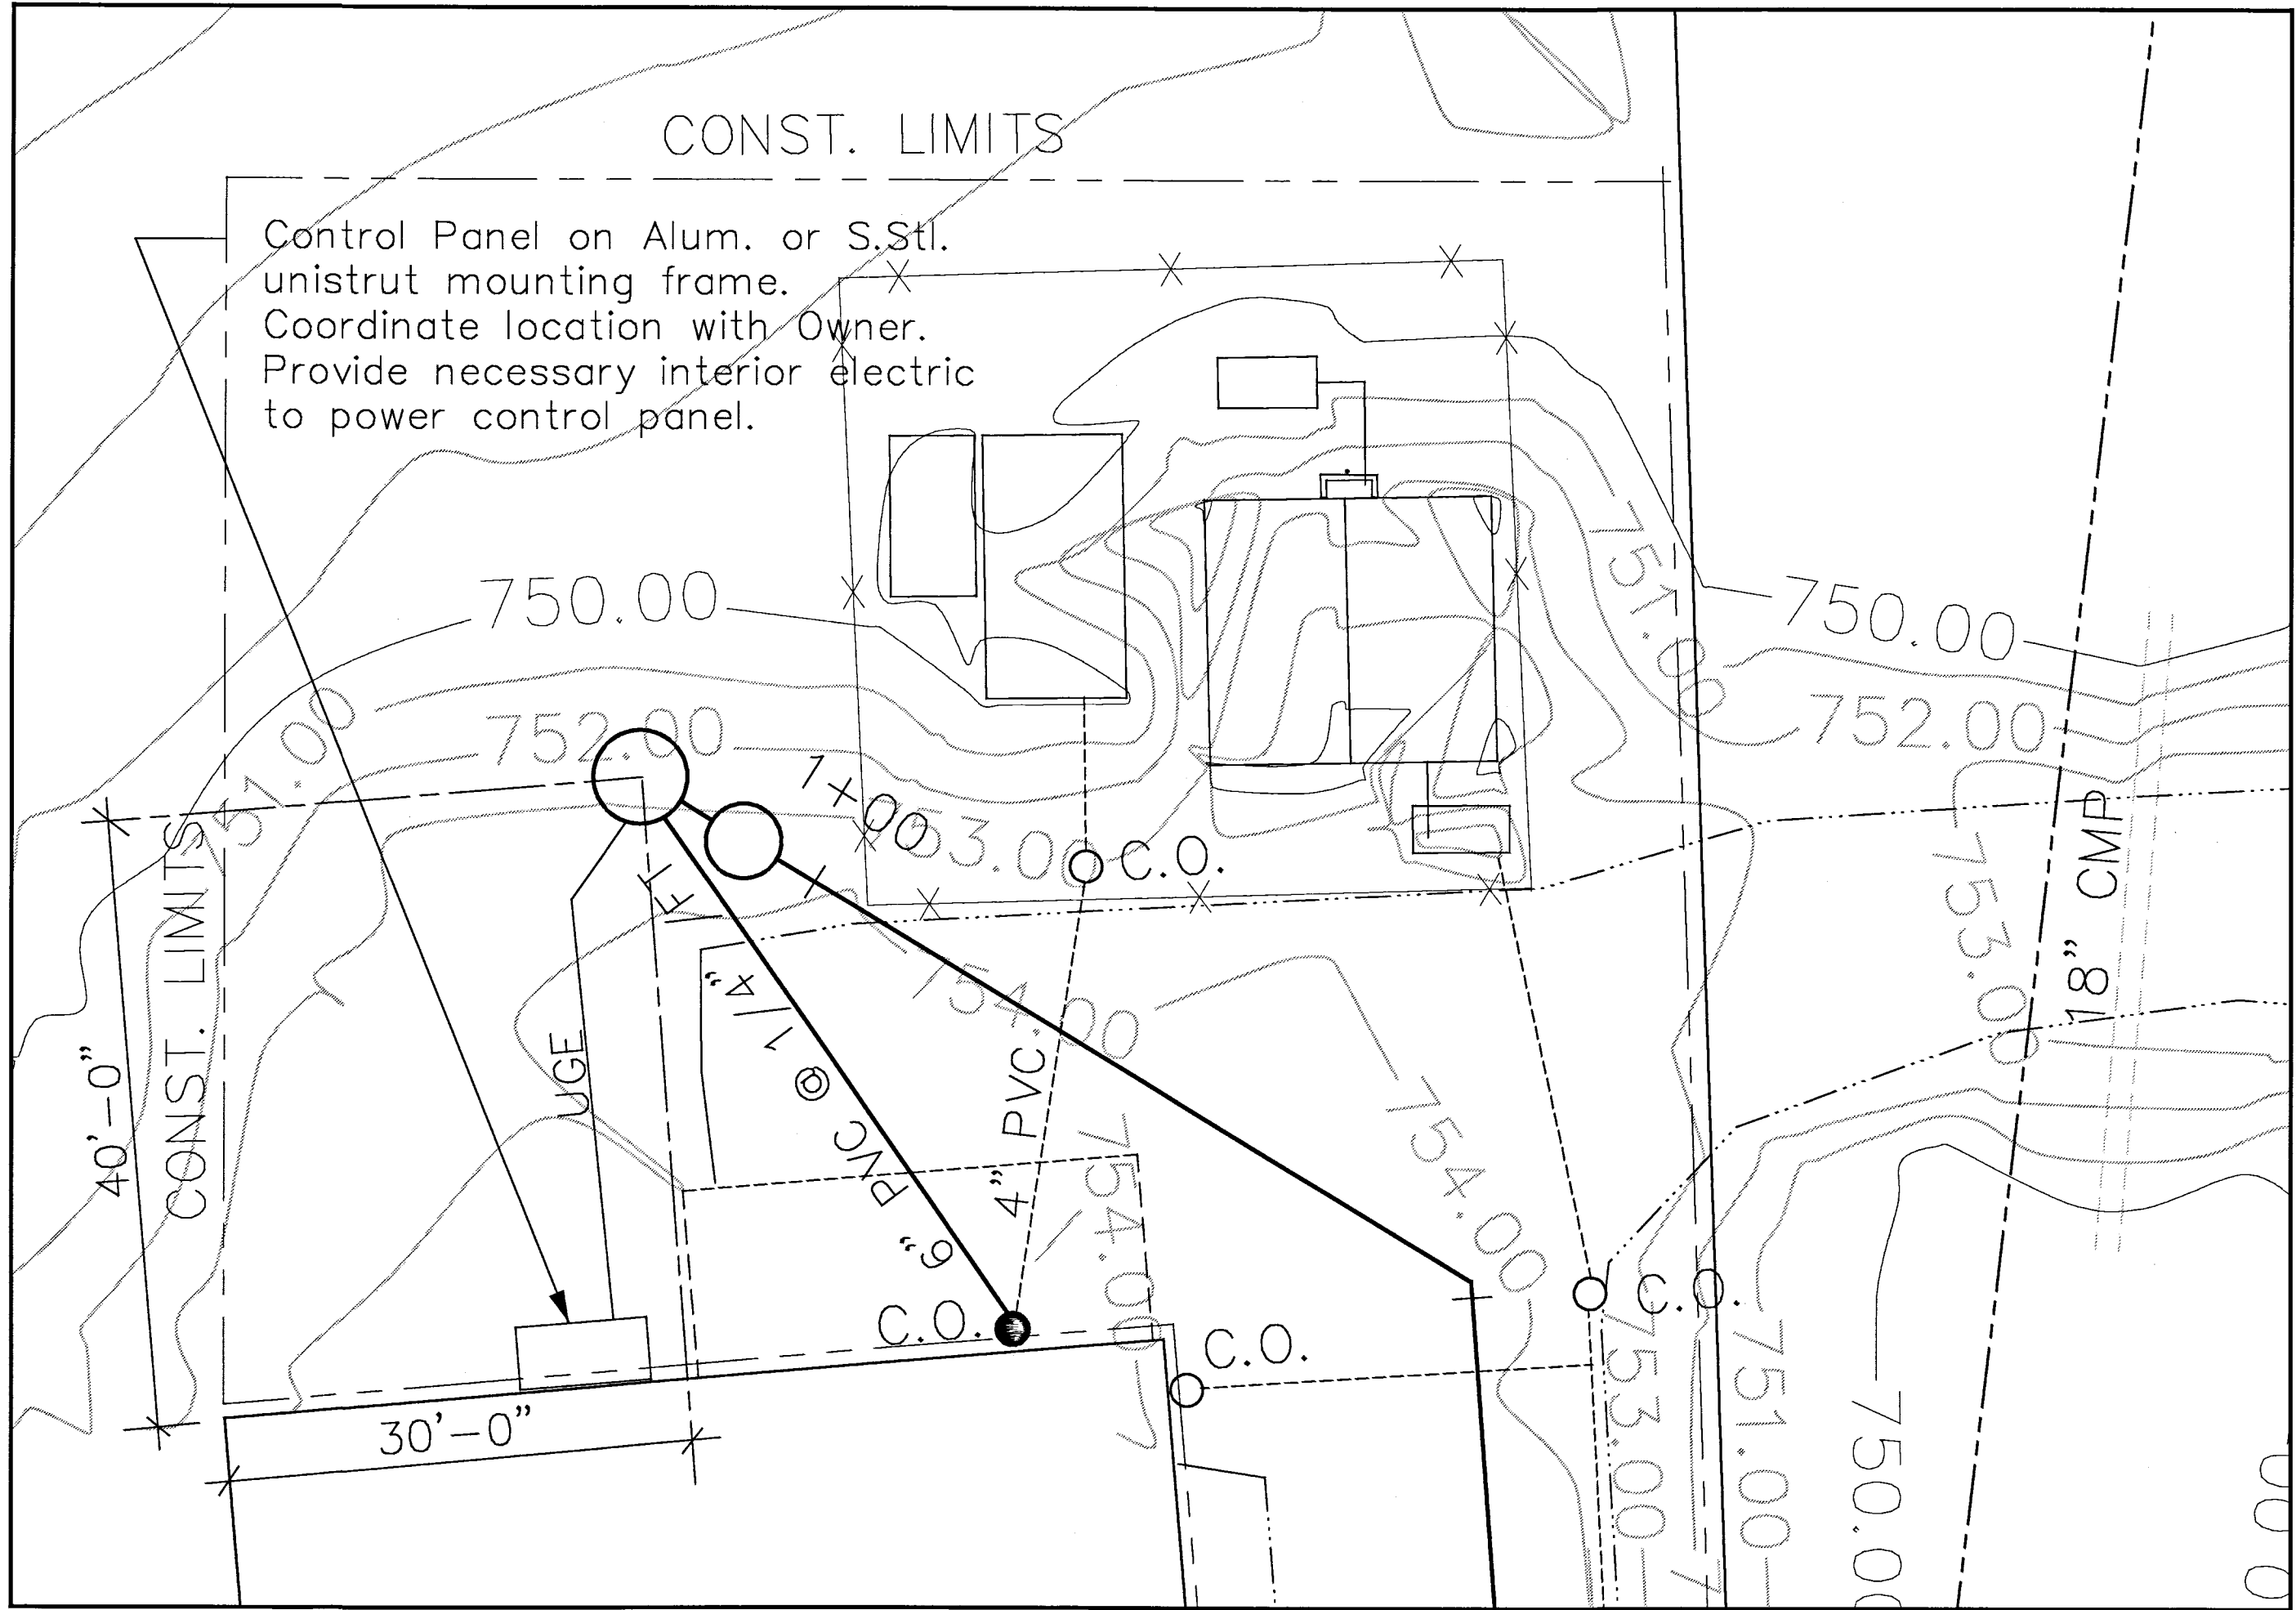 CONST. LIMITS
Control Panel on Alum. or S.Stl.
unistrut mounting frame.
Coordinate location with Owner.
Provide necessary interior electric
to power control panel.
750.00
751.00
750.00
751.00
752.00
752.00
1+00
753.00
C.O.
753.00
18" CMP
CONST. LIMITS
40'-0"
UGE
6" PVC @ 1/4"/FT
4" PVC
754.00
754.00
754.00
C.O.
C.O.
C.O.
30'-0"
753.00
751.00
750.00